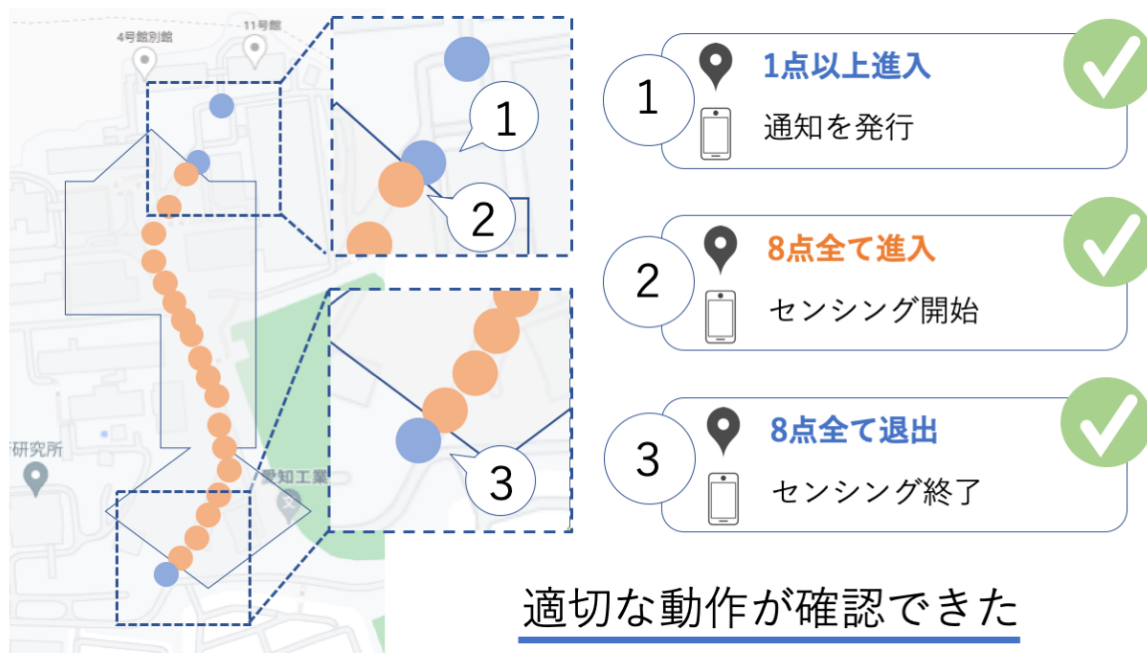 4号館別館
11号館
研究所
愛知工業
1
2
3
1
1点以上進入
通知を発行
2
8点全て進入
センシング開始
3
8点全て退出
センシング終了
適切な動作が確認できた